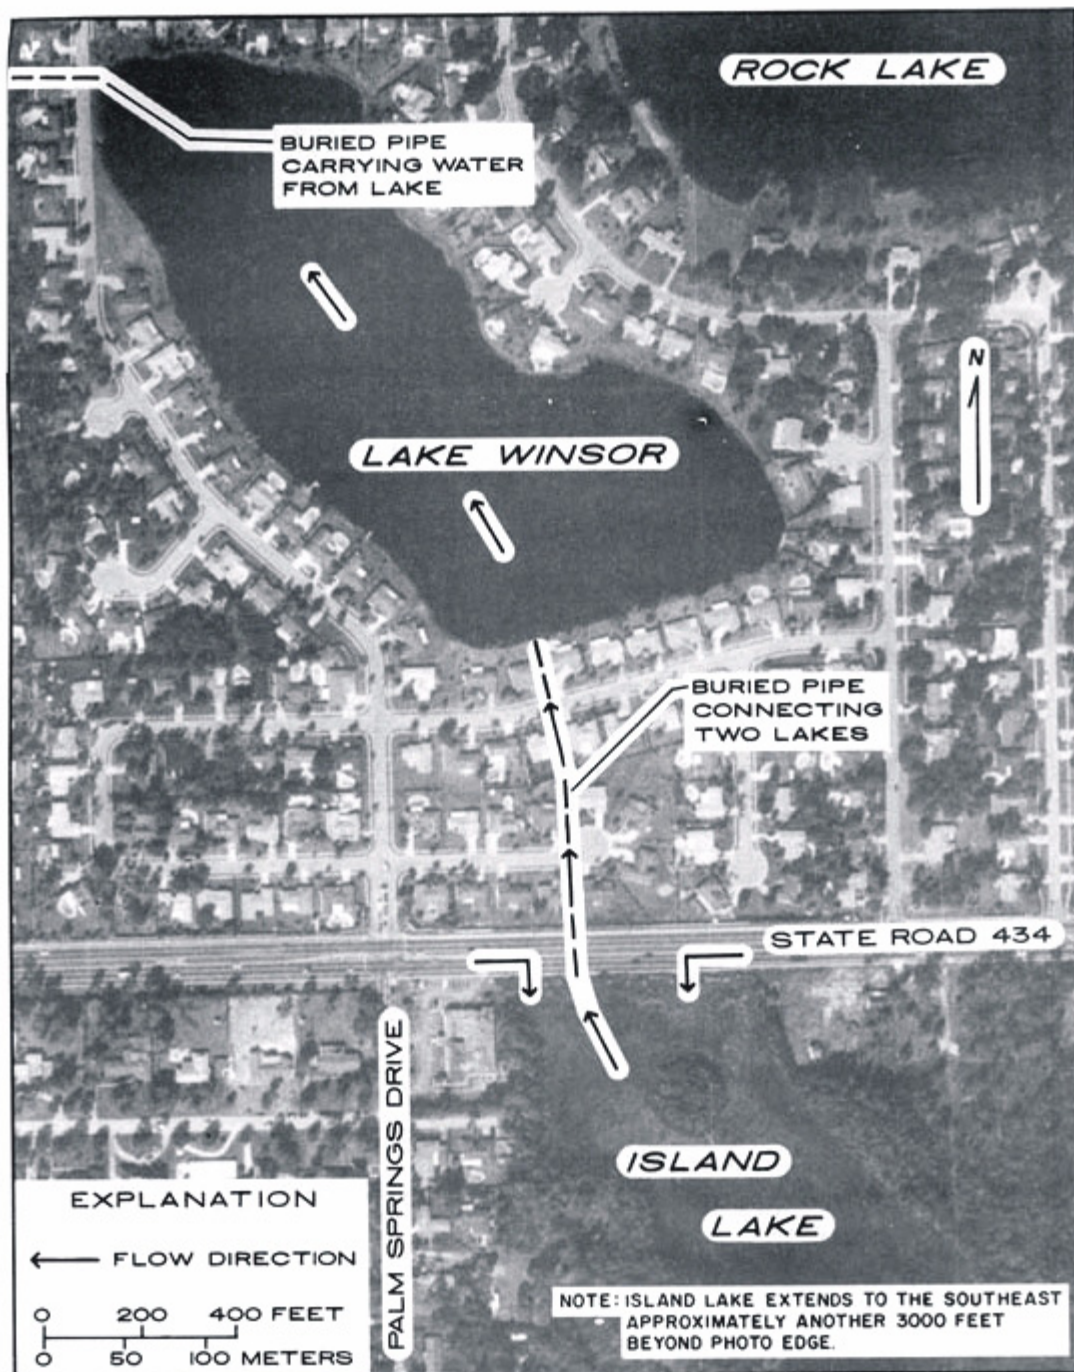 ROCK LAKE
BURIED PIPE
CARRYING WATER
FROM LAKE
N
LAKE WINSOR
BURIED PIPE
CONNECTING
TWO LAKES
STATE ROAD 434
PALM SPRINGS DRIVE
ISLAND
LAKE
EXPLANATION
FLOW DIRECTION
0 200 400 FEET
0 50 100 METERS
NOTE: ISLAND LAKE EXTENDS TO THE SOUTHEAST
APPROXIMATELY ANOTHER 3000 FEET
BEYOND PHOTO EDGE.